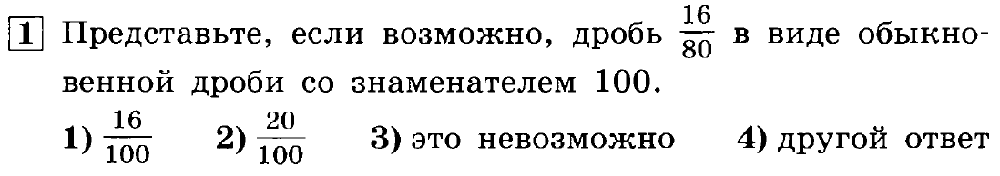 1 Представьте, если возможно, дробь 16/80 в виде обыкно-
венной дроби со знаменателем 100.
1) 16/100 2) 20/100 3) это невозможно 4) другой ответ